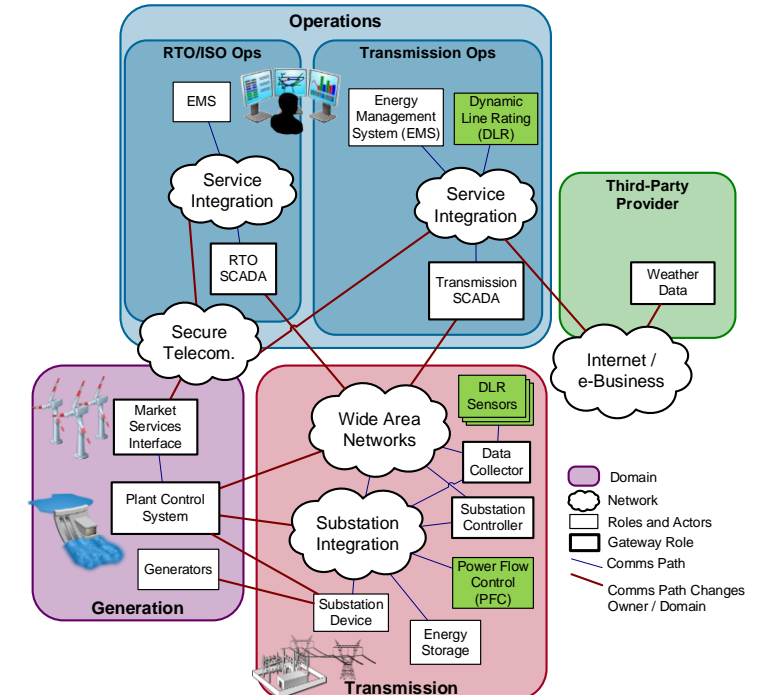 Operations
RTO/ISO Ops
Transmission Ops
EMS
Energy
Management
System (EMS)
Dynamic
Line Rating
(DLR)
Service
Integration
Service
Integration
RTO
SCADA
Transmission
SCADA
Third-Party
Provider
Weather
Data
Secure
Telecom.
Internet /
e-Business
Market
Services
Interface
Plant Control
System
Generators
Generation
Wide Area
Networks
DLR
Sensors
Data
Collector
Substation
Integration
Substation
Controller
Power Flow
Control
(PFC)
Substation
Device
Energy
Storage
Transmission
Domain
Network
Roles and Actors
Gateway Role
Comms Path
Comms Path Changes
Owner / Domain